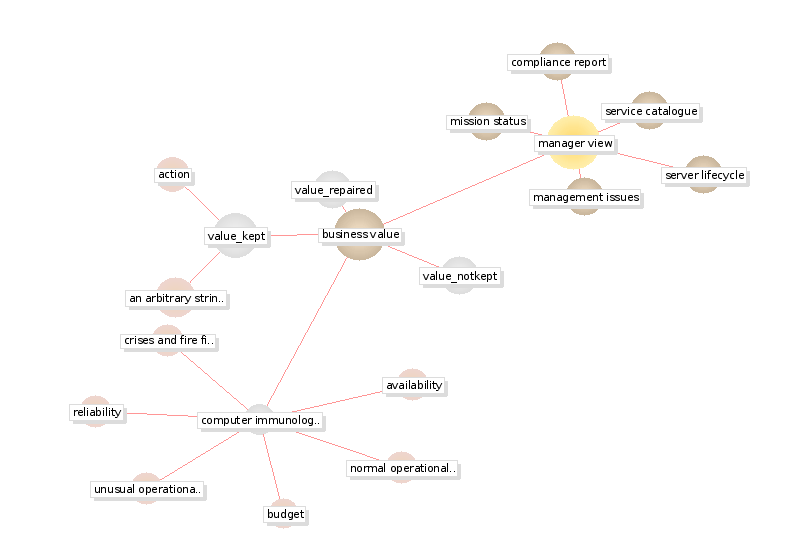 compliance report
service catalogue
mission status
manager view
action
server lifecycle
value_repaired
management issues
value_kept
business value
value_notkept
an arbitrary strin..
crises and fire fi..
availability
reliability
computer immunolog..
normal operational..
unusual operationa..
budget